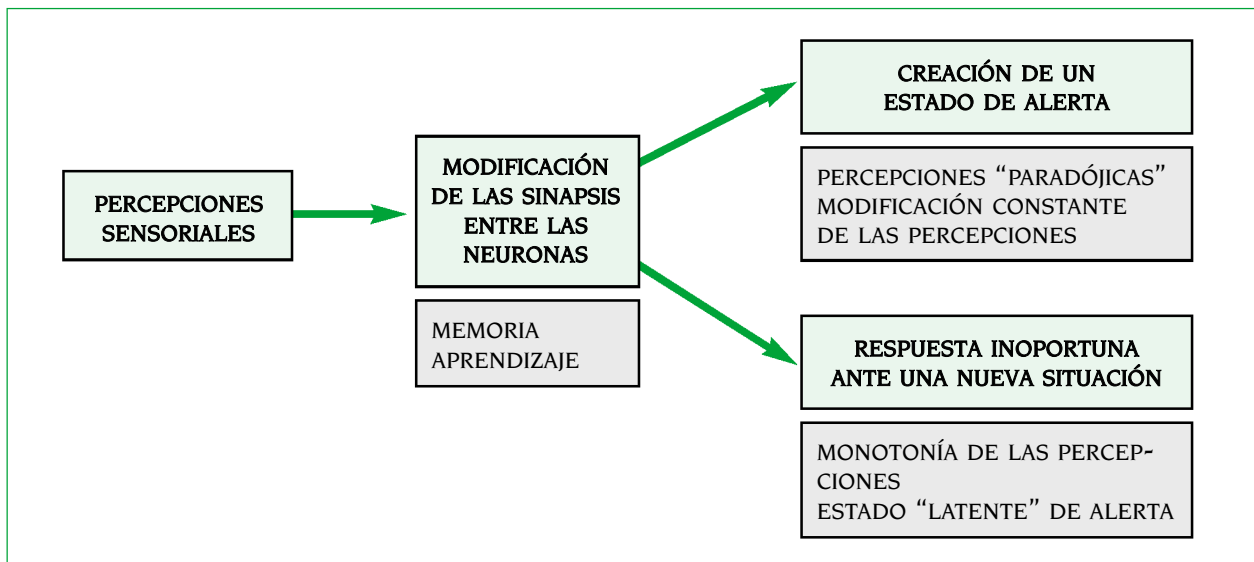 PERCEPCIONES
SENSORIALES
MODIFICACIÓN
DE LAS SINAPSIS
ENTRE LAS
NEURONAS
MEMORIA
APRENDIZAJE
CREACIÓN DE UN
ESTADO DE ALERTA
PERCEPCIONES “PARADÓJICAS”
MODIFICACIÓN CONSTANTE
DE LAS PERCEPCIONES
RESPUESTA INOPORTUNA
ANTE UNA NUEVA SITUACIÓN
MONOTONÍA DE LAS PERCEP-
CIONES
ESTADO “LATENTE” DE ALERTA